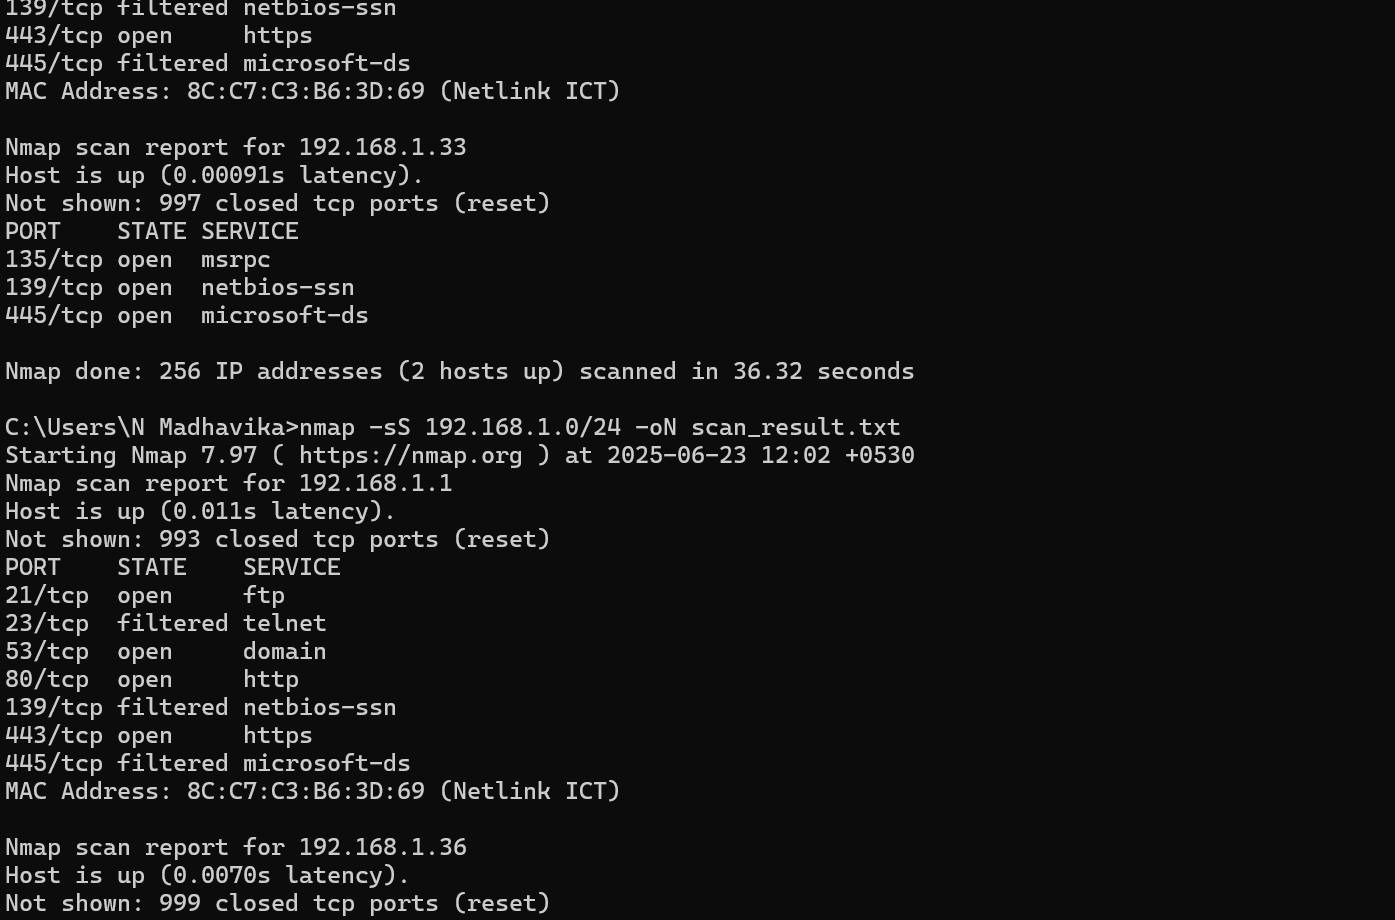 139/tcp filtered netbios-ssn
443/tcp open     https
445/tcp filtered microsoft-ds
MAC Address: 8C:C7:C3:B6:3D:69 (Netlink ICT)

Nmap scan report for 192.168.1.33
Host is up (0.00091s latency).
Not shown: 997 closed tcp ports (reset)
PORT    STATE SERVICE
135/tcp open  msrpc
139/tcp open  netbios-ssn
445/tcp open  microsoft-ds

Nmap done: 256 IP addresses (2 hosts up) scanned in 36.32 seconds

C:\Users\N Madhavika>nmap -sS 192.168.1.0/24 -oN scan_result.txt
Starting Nmap 7.97 ( https://nmap.org ) at 2025-06-23 12:02 +0530
Nmap scan report for 192.168.1.1
Host is up (0.011s latency).
Not shown: 993 closed tcp ports (reset)
PORT    STATE    SERVICE
21/tcp  open     ftp
23/tcp  filtered telnet
53/tcp  open     domain
80/tcp  open     http
139/tcp filtered netbios-ssn
443/tcp open     https
445/tcp filtered microsoft-ds
MAC Address: 8C:C7:C3:B6:3D:69 (Netlink ICT)

Nmap scan report for 192.168.1.36
Host is up (0.0070s latency).
Not shown: 999 closed tcp ports (reset)